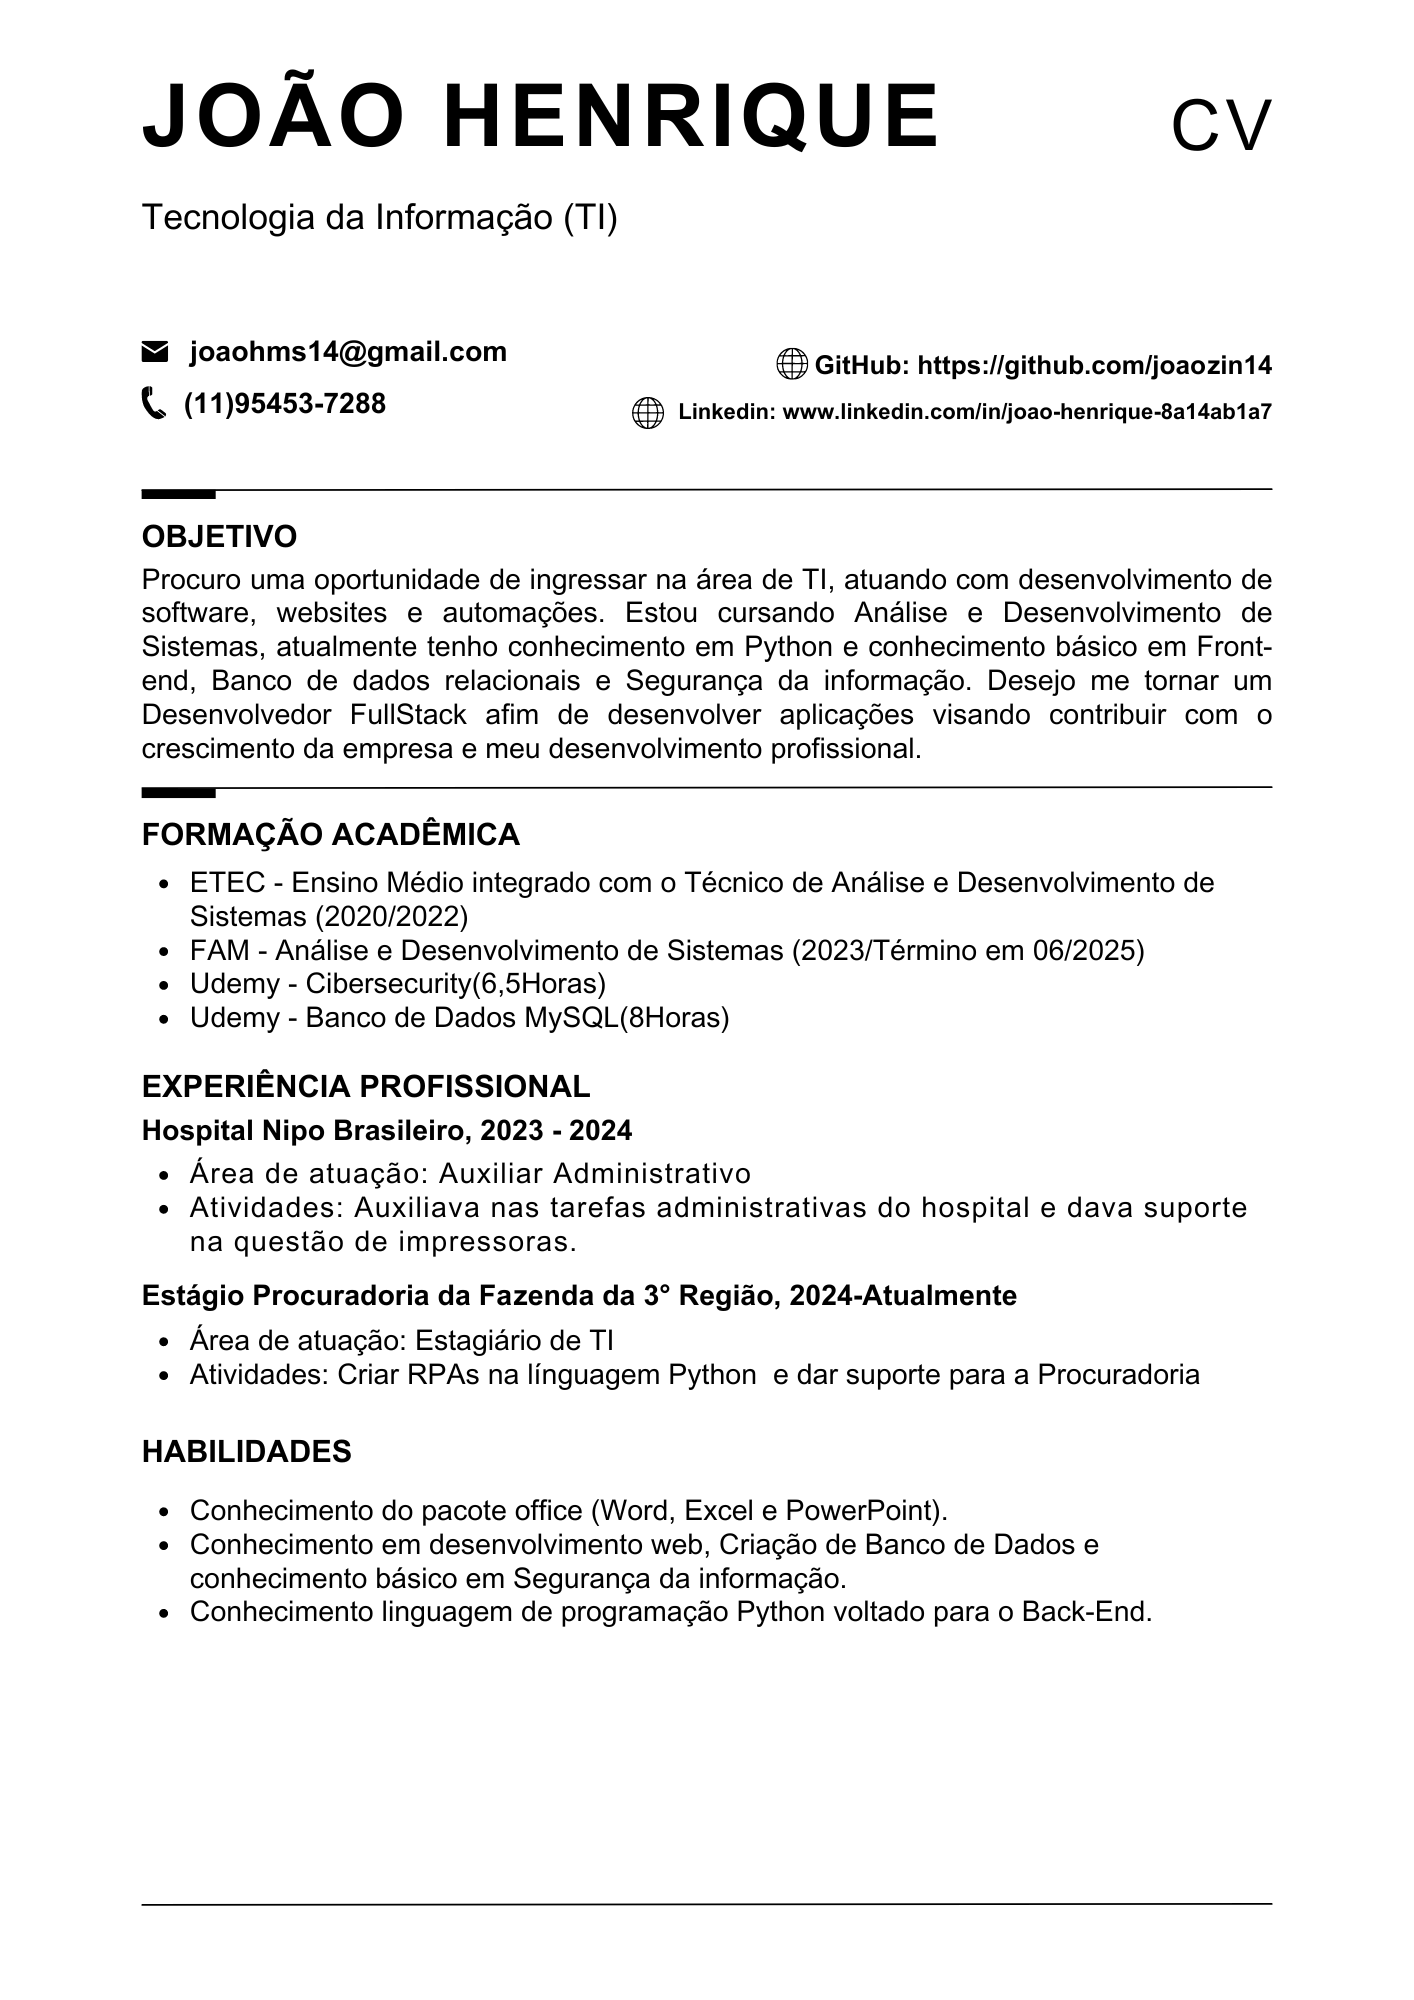 JOÃO HENRIQUE
CV
Tecnologia da Informação (TI)
joaohms14@gmail.com
(11)95453-7288
GitHub: https://github.com/joaozin14
Linkedin: www.linkedin.com/in/joao-henrique-8a14ab1a7
OBJETIVO
Procuro uma oportunidade de ingressar na área de TI, atuando com desenvolvimento de
software, websites e automações. Estou cursando Análise e Desenvolvimento de
Sistemas, atualmente tenho conhecimento em Python e conhecimento básico em Front-
end, Banco de dados relacionais e Segurança da informação. Desejo me tornar um
Desenvolvedor FullStack afim de desenvolver aplicações visando contribuir com o
crescimento da empresa e meu desenvolvimento profissional.
FORMAÇÃO ACADÊMICA
• ETEC - Ensino Médio integrado com o Técnico de Análise e Desenvolvimento de
Sistemas (2020/2022)
• FAM - Análise e Desenvolvimento de Sistemas (2023/Término em 06/2025)
• Udemy - Cibersecurity(6,5Horas)
• Udemy - Banco de Dados MySQL(8Horas)
EXPERIÊNCIA PROFISSIONAL
Hospital Nipo Brasileiro, 2023 - 2024
• Área de atuação: Auxiliar Administrativo
• Atividades: Auxiliava nas tarefas administrativas do hospital e dava suporte
na questão de impressoras.
Estágio Procuradoria da Fazenda da 3° Região, 2024-Atualmente
• Área de atuação: Estagiário de TI
• Atividades: Criar RPAs na línguagem Python  e dar suporte para a Procuradoria
HABILIDADES
• Conhecimento do pacote office (Word, Excel e PowerPoint).
• Conhecimento em desenvolvimento web, Criação de Banco de Dados e
conhecimento básico em Segurança da informação.
• Conhecimento linguagem de programação Python voltado para o Back-End.